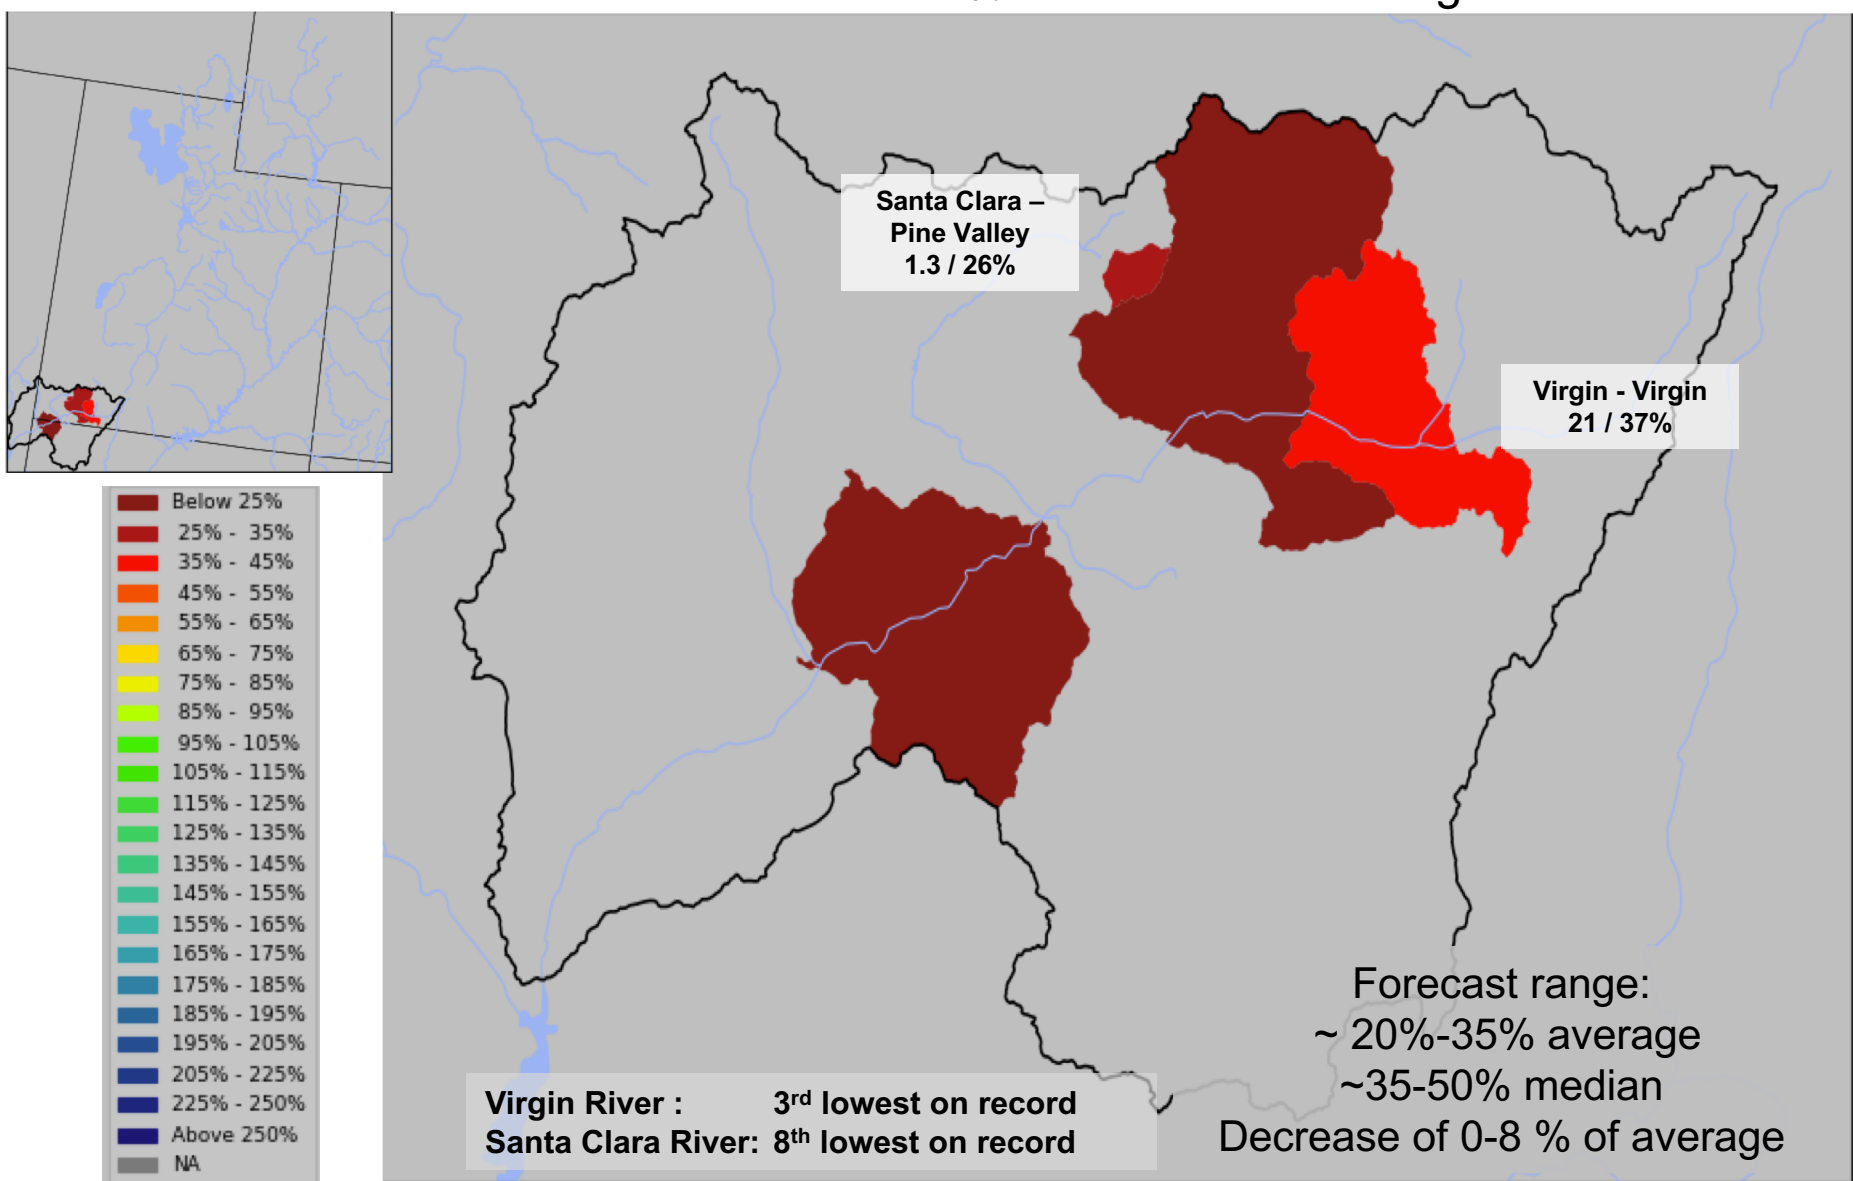 Santa Clara –
Pine Valley
1.3 / 26%
Virgin - Virgin
21 / 37%
Below 25%
25% - 35%
35% - 45%
45% - 55%
55% - 65%
65% - 75%
75% - 85%
85% - 95%
95% - 105%
105% - 115%
115% - 125%
125% - 135%
135% - 145%
145% - 155%
155% - 165%
165% - 175%
175% - 185%
185% - 195%
195% - 205%
205% - 225%
225% - 250%
Above 250%
NA
Forecast range:
~ 20%-35% average
~35-50% median
Decrease of 0-8 % of average
Virgin River : 3rd lowest on record
Santa Clara River: 8th lowest on record